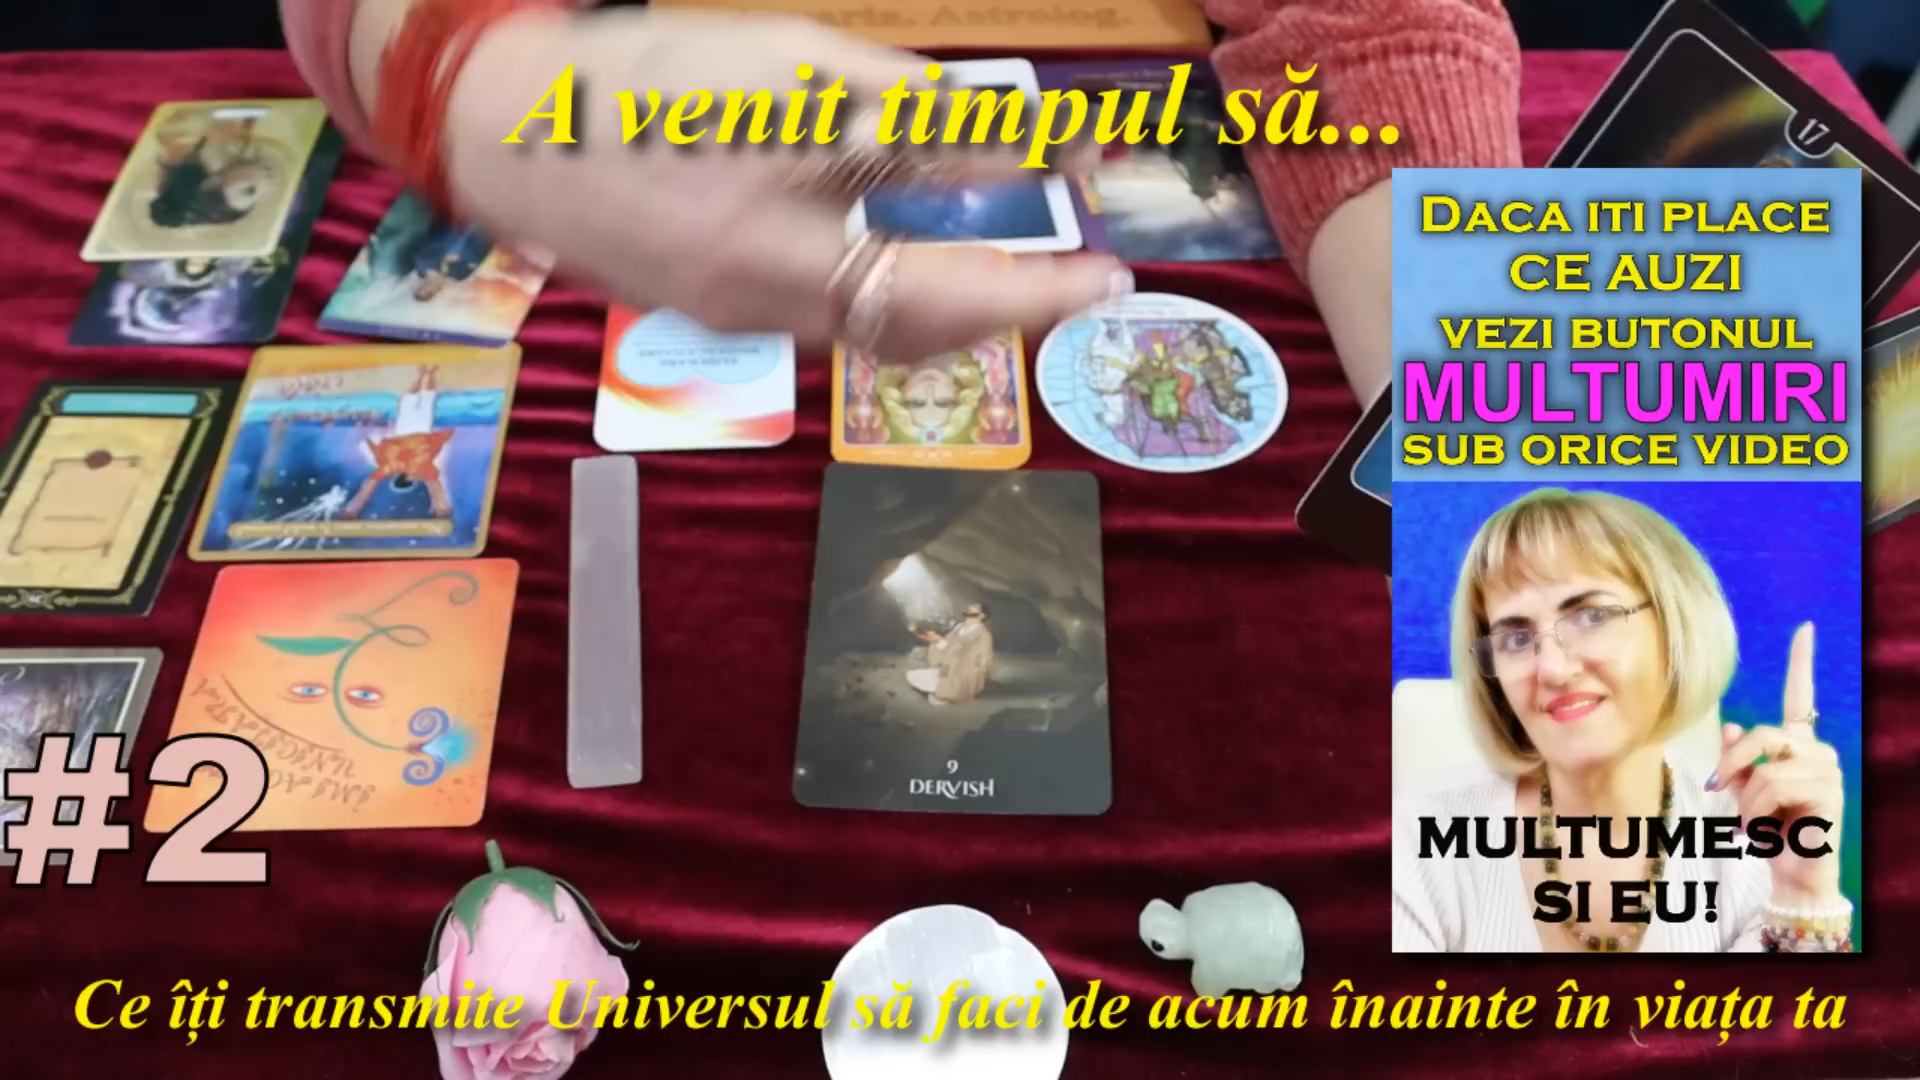 Astrolog.
A venit timpul să...
17
DACA ITI PLACE
CE AUZI
VEZI BUTONUL
MULTUMIRI
SUB ORICE VIDEO
9
DERVISH
#2
MULTUMESC
SI EU!
Ce îți transmite Universul să faci de acum înainte în viața ta